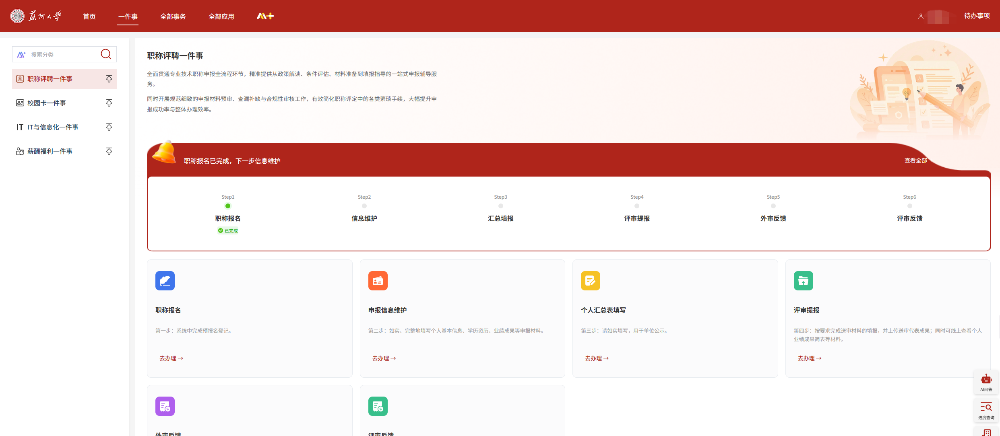 蘇州大学
首页
一件事
全部事务
全部应用
AI+
待办事项
搜索分类
职称评聘一件事
校园卡一件事
IT与信息化一件事
薪酬福利一件事
职称评聘一件事
全面贯通专业技术职称申报全流程环节，精准提供从政策解读、条件评估、材料准备到填报指导的一站式申报辅导服
务。
同时开展规范细致的申报材料预审、查漏补缺与合规性审核工作，有效简化职称评定中的各类繁琐手续，大幅提升申
报成功率与整体办理效率。
职称报名已完成，下一步信息维护
查看全部
Step1
Step2
Step3
Step4
Step5
Step6
职称报名
信息维护
汇总填报
评审提报
外审反馈
评审反馈
已完成
职称报名
第一步：系统中完成预报名登记。
去办理→
申报信息维护
第二步：如实、完整地填写个人基本信息、学历资历、业绩成果等申报材料。
去办理→
个人汇总表填写
第三步：请如实填写，用于单位公示。
去办理→
评审提报
第四步：按要求完成送审材料的填报，并上传送审代表成果；同时可线上查看个人
业绩成果简表等材料。
去办理→
外审反馈
评审反馈
AI问答
进度查询